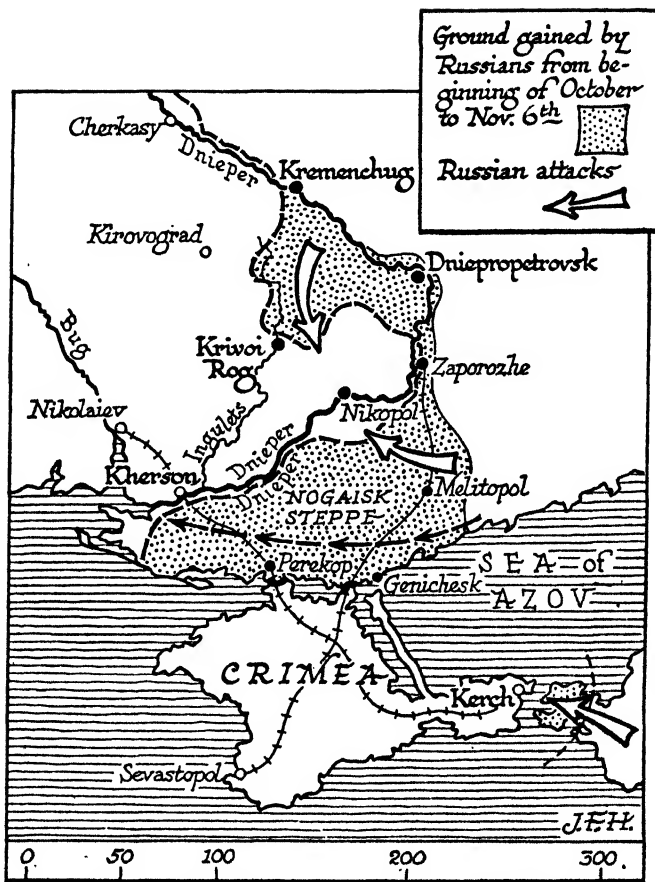 Ground gained by
Russians from be-
ginning of October
to Nov. 6th
Russian attacks
Cherkasy
Dnieper
Kremenchug
Kirovograd
Dniepropetrovsk
Bug
Krivoi
Rog
Zaporozhe
Nikolaiev
Nikopol
Ingulets
Dnieper
Kherson
Dnieper
NOGAISK
STEPPE
Melitopol
Perekop
Genichesk
SEA of
AZOV
CRIMEA
Kerch
Sevastopol
J.F.H.
0 50 100 200 300